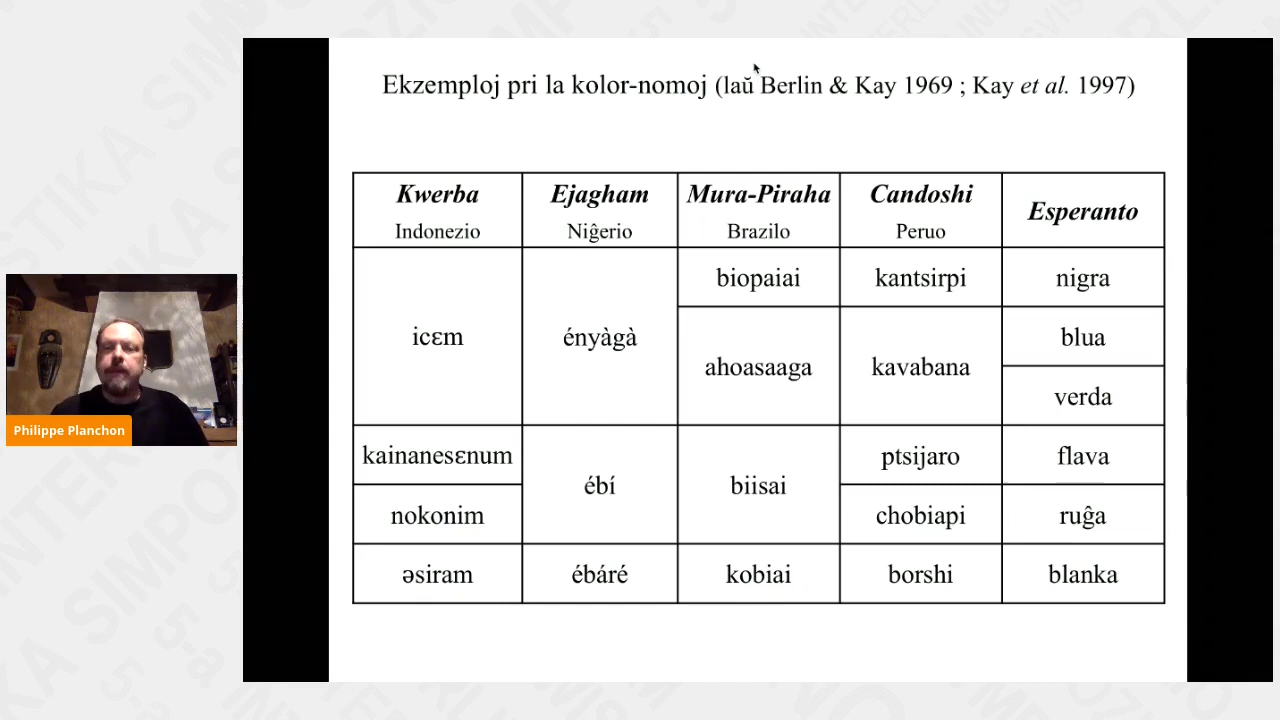 Ekzemploj pri la kolor-nomoj (laŭ Berlin & Kay 1969 ; Kay et al. 1997)
Kwerba Ejagham Mura-Piraha Candoshi Esperanto
Indonezio Niĝerio Brazilo Peruo
biopaiai kantsirpi nigra
icɛm ényàgà blua
ahoasaaga kavabana
verda
kainanesɛnum ptsijaro flava
ébí biisai
nokonim chobiapi ruĝa
əsiram ébáré kobiai borshi blanka
Philippe Planchon